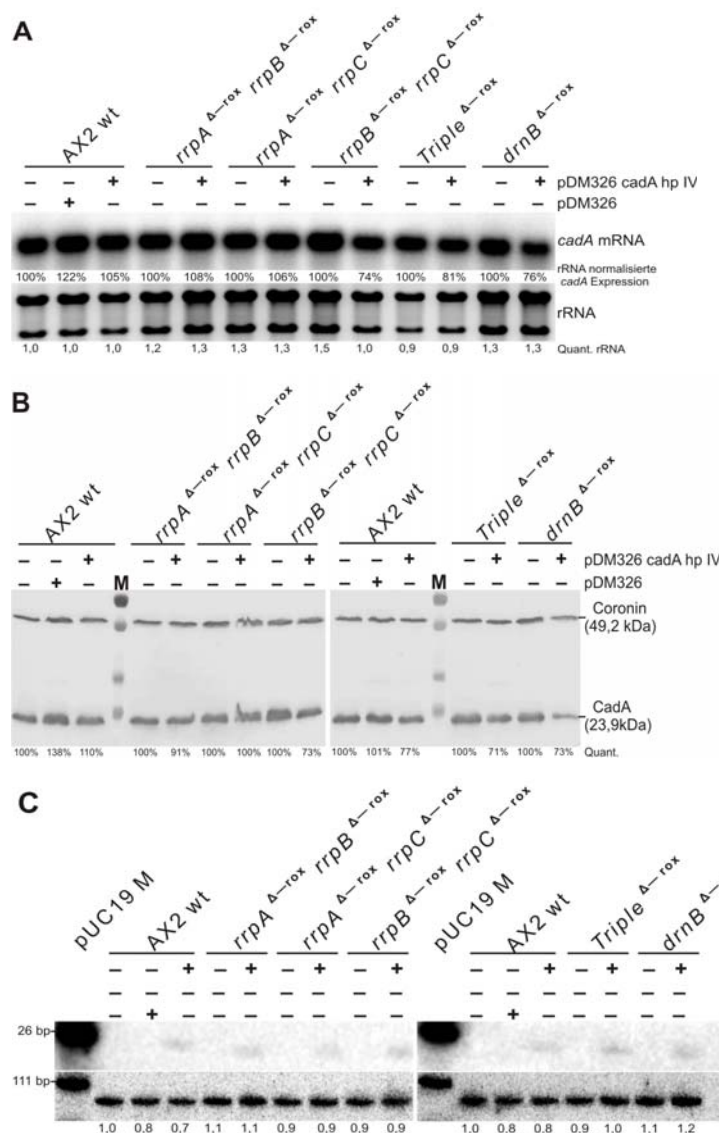 A
AX2 wt rrpA Δ—rox rrpB Δ—rox rrpA Δ—rox rrpC Δ—rox rrpB Δ—rox rrpC Δ—rox Triple Δ—rox drnB Δ—rox
– – + – + – + – + – + – + pDM326 cadA hp IV
– + – – – – – – – – – – – pDM326
cadA mRNA
100% 122% 105% 100% 108% 100% 106% 100% 74% 100% 81% 100% 76% rRNA normalisierte
cadA Expression
rRNA
1,0 1,0 1,0 1,2 1,3 1,3 1,3 1,5 1,0 0,9 0,9 1,3 1,3 Quant. rRNA
B
AX2 wt rrpA Δ—rox rrpB Δ—rox rrpA Δ—rox rrpC Δ—rox rrpB Δ—rox rrpC Δ—rox AX2 wt Triple Δ—rox drnB Δ—rox
– – + – + – + – + – – + – + – + pDM326 cadA hp IV
– + – M – – – – – – – + – M – – – – pDM326
Coronin
(49,2 kDa)
CadA
(23,9kDa)
100% 138% 110% 100% 91% 100% 100% 100% 73% 100% 101% 77% 100% 71% 100% 73% Quant.
C
pUC19 M AX2 wt rrpA Δ—rox rrpB Δ—rox rrpA Δ—rox rrpC Δ—rox rrpB Δ—rox rrpC Δ—rox pUC19 M AX2 wt Triple Δ—rox drnB Δ—
– – + – + – + – + – – + – + – +
– – – – – – – – – – – – – – – –
– + – – – – – – – – + – – – – –
26 bp
111 bp
1,0 0,8 0,7 1,1 1,1 0,9 0,9 0,9 0,9 1,0 0,8 0,8 0,9 1,0 1,1 1,2